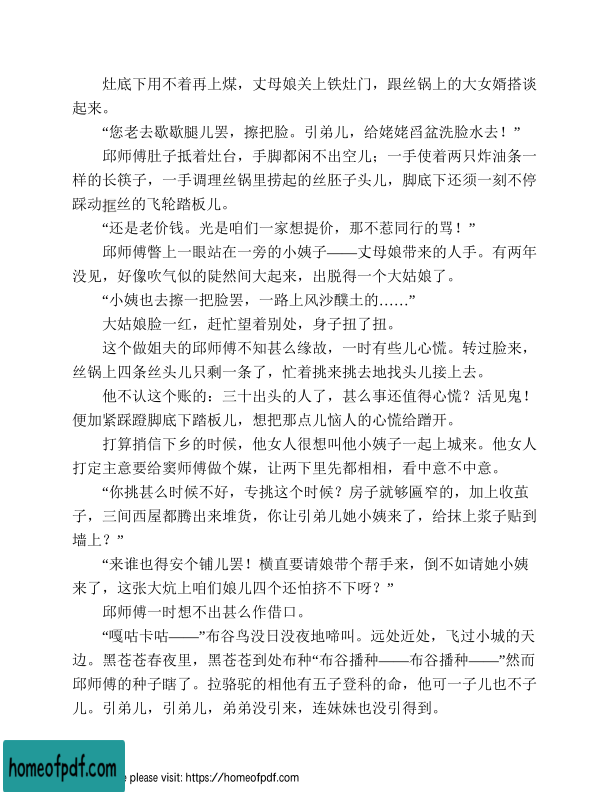 灶底下用不着再上煤，丈母娘关上铁灶门，跟丝锅上的大女婿搭谈
起来。
“您老去歇歇腿儿罢，擦把脸。引弟儿，给姥姥舀盆洗脸水去！”
邱师傅肚子抵着灶台，手脚都闲不出空儿；一手使着两只炸油条一
样的长筷子，一手调理丝锅里捞起的丝胚子头儿，脚底下还须一刻不停
踩动抠丝的飞轮踏板儿。
“还是老价钱。光是咱们一家想提价，那不惹同行的骂！”
邱师傅瞥上一眼站在一旁的小姨子——丈母娘带来的人手。有两年
没见，好像吹气似的陡然间大起来，出脱得一个大姑娘了。
“小姨也去擦一把脸罢，一路上风沙醭土的……”
大姑娘脸一红，赶忙望着别处，身子扭了扭。
这个做姐夫的邱师傅不知甚么缘故，一时有些儿心慌。转过脸来，
丝锅上四条丝头儿只剩一条了，忙着挑来挑去地找头儿接上去。
他不认这个账的：三十出头的人了，甚么事还值得心慌？活见鬼！
便加紧踩蹬脚底下踏板儿，想把那点儿恼人的心慌给蹭开。
打算捎信下乡的时候，他女人很想叫他小姨子一起上城来。他女人
打定主意要给窦师傅做个媒，让两下里先都相相，看中意不中意。
“你挑甚么时候不好，专挑这个时候？房子就够匾窄的，加上收茧
子，三间西屋都腾出来堆货，你让引弟儿她小姨来了，给抹上浆子贴到
墙上？”
“来谁也得安个铺儿罢！横直要请娘带个帮手来，倒不如请她小姨
来了，这张大炕上咱们娘儿四个还怕挤不下呀？”
邱师傅一时想不出甚么作借口。
“嘎咕卡咕——”布谷鸟没日没夜地啼叫。远处近处，飞过小城的天
边。黑苍苍春夜里，黑苍苍到处布种“布谷播种——布谷播种——”然而
邱师傅的种子瞎了。拉骆驼的相他有五子登科的命，他可一子儿也不子
儿。引弟儿，引弟儿，弟弟没引来，连妹妹也没引得到。
homeofpdf.com
e please visit: https://homeofpdf.com